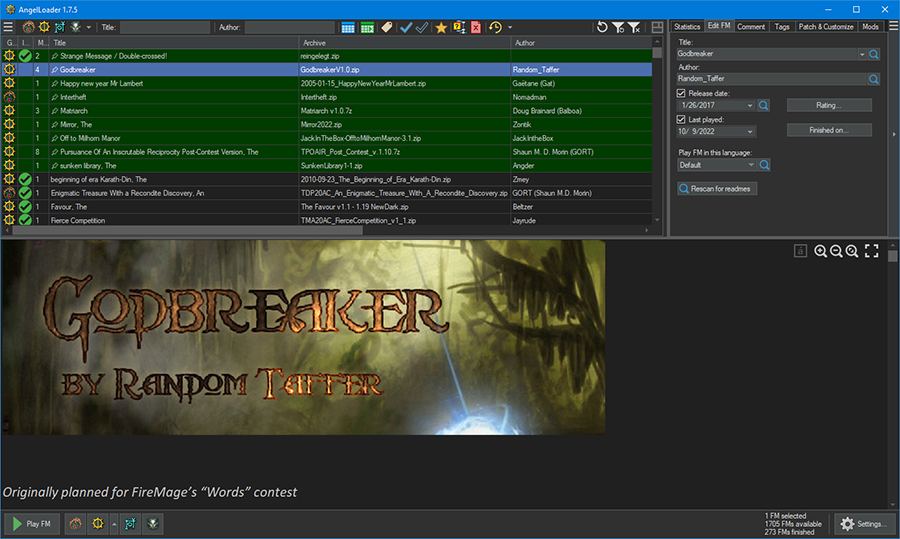 AngelLoader 1.7.5
Title:
Author:
G...
I...
M...
Title
Archive
Author
2 Strange Message / Double-crossed! reingelegt.zip
4 Godbreaker GodbreakerV1.0.zip Random_Taffer
1 Happy new year Mr Lambert 2005-01-15_HappyNewYearMrLambert.zip Gaëtane (Gat)
1 Intertheft Intertheft.zip Nomadman
3 Matriarch Matriarch v1.0.7z Doug Brainard (Balboa)
1 Mirror, The Mirror2022.zip Zontik
1 Off to Milhorn Manor JackInTheBox-OfftoMilhornManor-3.1.zip JackIntheBox
8 Pursuance Of An Inscrutable Reciprocity Post-Contest Version, The TPOAIR_Post_Contest_v.1.10.7z Shaun M. D. Morin (GORT)
1 sunken library, The SunkenLibrary1-1.zip Angder
1 beginning of era Karath-Din, The 2010-09-23_The_Beginning_of_Era_Karath-Din.zip Zmey
1 Enigmatic Treasure With a Recondite Discovery, An TDP20AC_An_Enigmatic_Treasure_With_A_Recondite_Discovery.zip GORT (Shaun M.D. Morin)
1 Favour, The The Favour v1.1 - 1.19 NewDark.zip Beltzer
1 Fierce Competition TMA20AC_FierceCompetition_v1_1.zip Jayrude
Statistics
Edit FM
Comment
Tags
Patch & Customize
Mods
Title:
Godbreaker
Author:
Random_Taffer
Release date:
1/26/2017
Rating...
Last played:
10/ 9/2022
Finished on...
Play FM in this language:
Default
Rescan for readmes
GODBREAKER
BY RANDOM TAFFER
Originally planned for FireMage's “Words” contest
Play FM
1 FM selected
1705 FMs available
273 FMs finished
Settings...